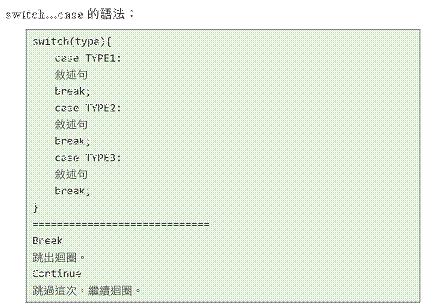 switch...case 的語法：
switch(type){
case TYPE1:
敘述句
break;
case TYPE2:
敘述句
break;
case TYPE3:
敘述句
break;
}
=============================
Break
跳出迴圈。
Continue
跳過這次，繼續迴圈。